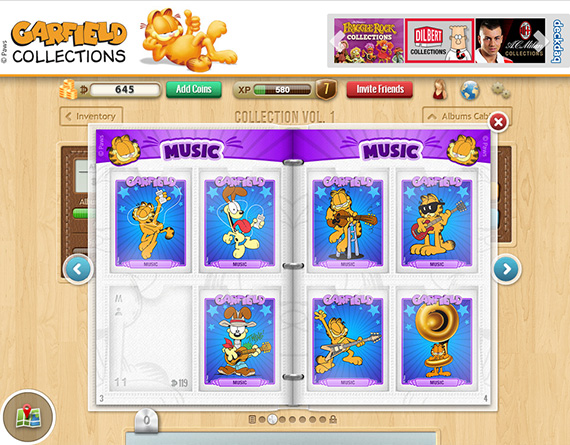 GARFIELD
COLLECTIONS
© Paws
FRAGGLE ROCK
COLLECTIONS
DILBERT
COLLECTIONS
A.C. Milan
COLLECTIONS
deckdaq
645
Add Coins
XP
580
7
Invite Friends
Inventory
COLLECTION VOL. 1
Albums Cab
© Paws
MUSIC
MUSIC
© Paws
GARFIELD
MUSIC
GARFIELD
MUSIC
GARFIELD
MUSIC
GARFIELD
MUSIC
M
11
119
GARFIELD
MUSIC
GARFIELD
MUSIC
GARFIELD
MUSIC
3
4
0